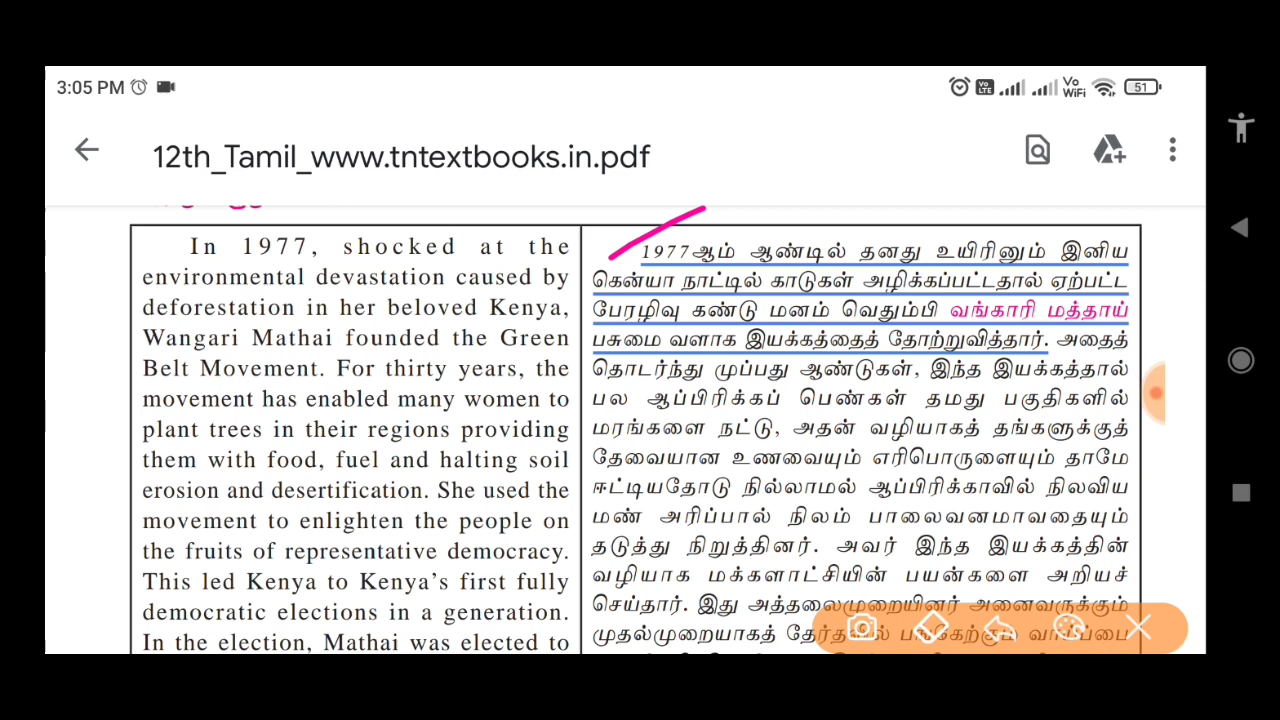 3:05 PM
Vo LTE
Vo WiFi
51
12th_Tamil_www.tntextbooks.in.pdf
In 1977, shocked at the
environmental devastation caused by
deforestation in her beloved Kenya,
Wangari Mathai founded the Green
Belt Movement. For thirty years, the
movement has enabled many women to
plant trees in their regions providing
them with food, fuel and halting soil
erosion and desertification. She used the
movement to enlighten the people on
the fruits of representative democracy.
This led Kenya to Kenya's first fully
democratic elections in a generation.
In the election, Mathai was elected to
1977ஆம் ஆண்டில் தனது உயிரினும் இனிய
கென்யா நாட்டில் காடுகள் அழிக்கப்பட்டதால் ஏற்பட்ட
பேரழிவு கண்டு மனம் வெதும்பி வங்காரி மத்தாய்
பசுமை வளாக இயக்கத்தைத் தோற்றுவித்தார். அதைத்
தொடர்ந்து முப்பது ஆண்டுகள், இந்த இயக்கத்தால்
பல ஆப்பிரிக்கப் பெண்கள் தமது பகுதிகளில்
மரங்களை நட்டு, அதன் வழியாகத் தங்களுக்குத்
தேவையான உணவையும் எரிபொருளையும் தாமே
ஈட்டியதோடு நில்லாமல் ஆப்பிரிக்காவில் நிலவிய
மண் அரிப்பால் நிலம் பாலைவனமாவதையும்
தடுத்து நிறுத்தினர். அவர் இந்த இயக்கத்தின்
வழியாக மக்களாட்சியின் பயன்களை அறியச்
செய்தார். இது அத்தலைமுறையினர் அனைவருக்கும்
முதல்முறையாகத் தேர்தலில் பங்கேற்கும் வாய்ப்பை